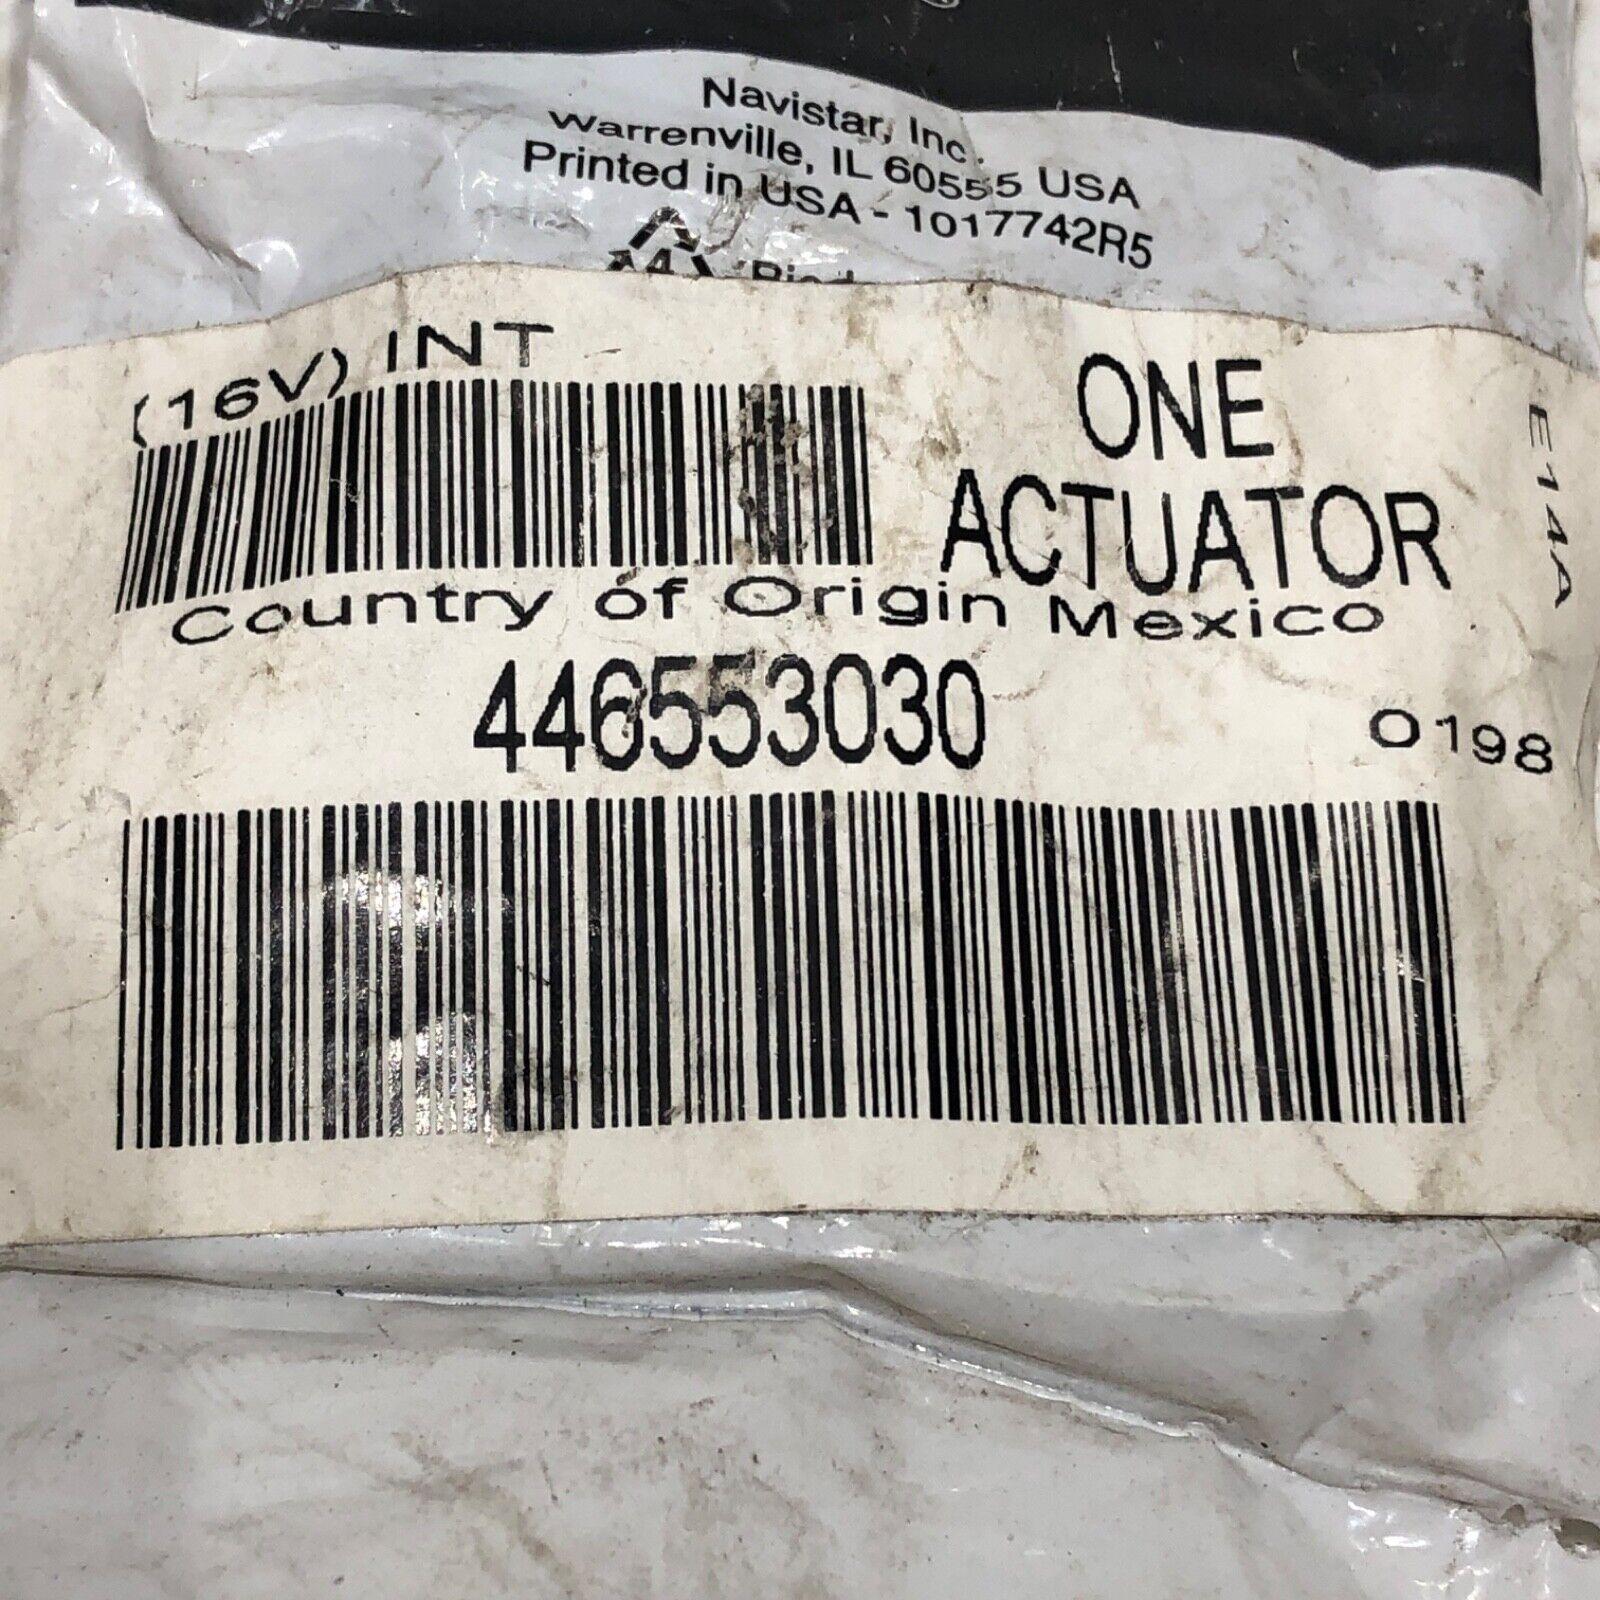 Navistar, Inc.
Warrenville, IL 60555 USA
Printed in USA - 1017742R5
4
(16V) INT
ONE
ACTUATOR
E14A
Country of Origin Mexico
446553030
0198